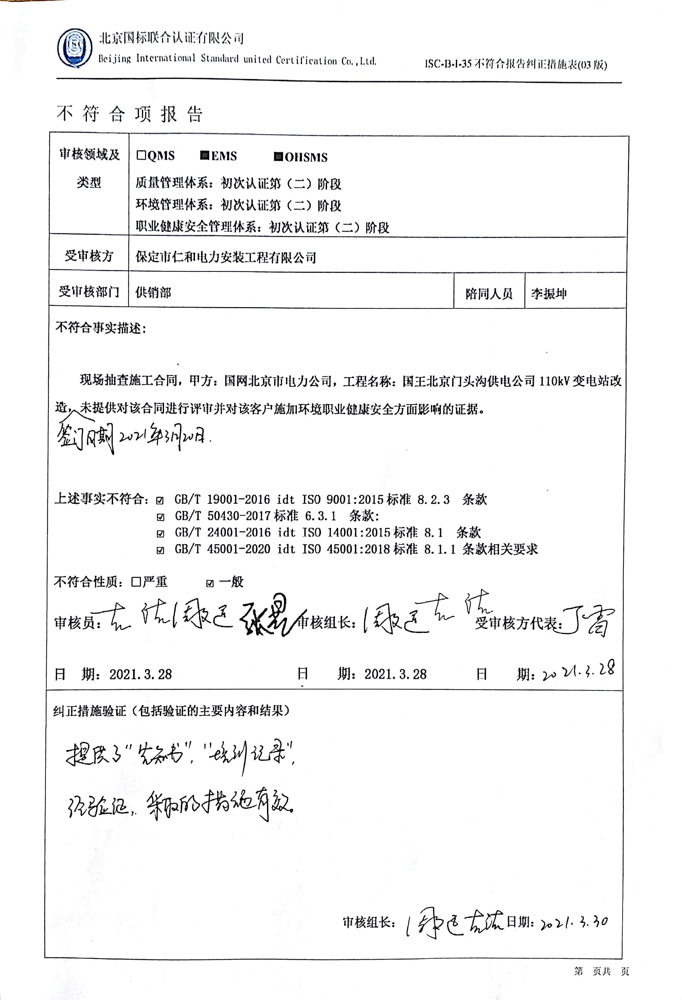 ISC
北京国标联合认证有限公司
Beijing International Standard united Certification Co.,Ltd.
ISC-B-I-35 不符合报告纠正措施表(03 版)
不符合项报告
审核领域及类型
□QMS ■EMS ■OHSMS
质量管理体系：初次认证第（二）阶段
环境管理体系：初次认证第（二）阶段
职业健康安全管理体系：初次认证第（二）阶段
受审核方 保定市仁和电力安装工程有限公司
受审核部门 供销部 陪同人员 李振坤
不符合事实描述：
现场抽查施工合同，甲方：国网北京市电力公司，工程名称：国王北京门头沟供电公司 110kV 变电站改
造，未提供对该合同进行评审并对该客户施加环境职业健康安全方面影响的证据。
签订日期2021年3月20日.
上述事实不符合：☑ GB/T 19001-2016 idt ISO 9001:2015 标准 8.2.3 条款
☑ GB/T 50430-2017 标准 6.3.1 条款：
☑ GB/T 24001-2016 idt ISO 14001:2015 标准 8.1 条款
☑ GB/T 45001-2020 idt ISO 45001:2018 标准 8.1.1 条款相关要求
不符合性质：□严重 ☑ 一般
审核员： 审核组长： 受审核方代表：丁雷
日 期：2021.3.28 日 期：2021.3.28 日 期：2021.3.28
纠正措施验证（包括验证的主要内容和结果）
提供了“告知书”，“培训记录”，
经验证，采取的措施有效。
审核组长： 日期：2021.3.30
第 页共 页